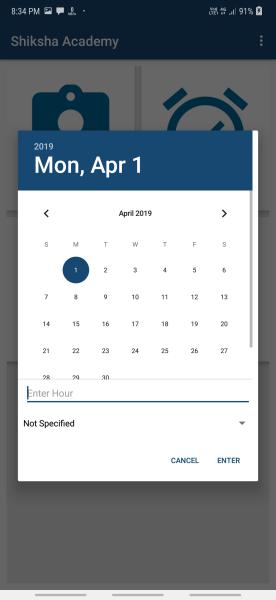 8:34 PM 91%
Shiksha Academy
2019
Mon, Apr 1
April 2019
S M T W T F S
1 2 3 4 5 6
7 8 9 10 11 12 13
14 15 16 17 18 19 20
21 22 23 24 25 26 27
28 29 30
Enter Hour
Not Specified
CANCEL ENTER